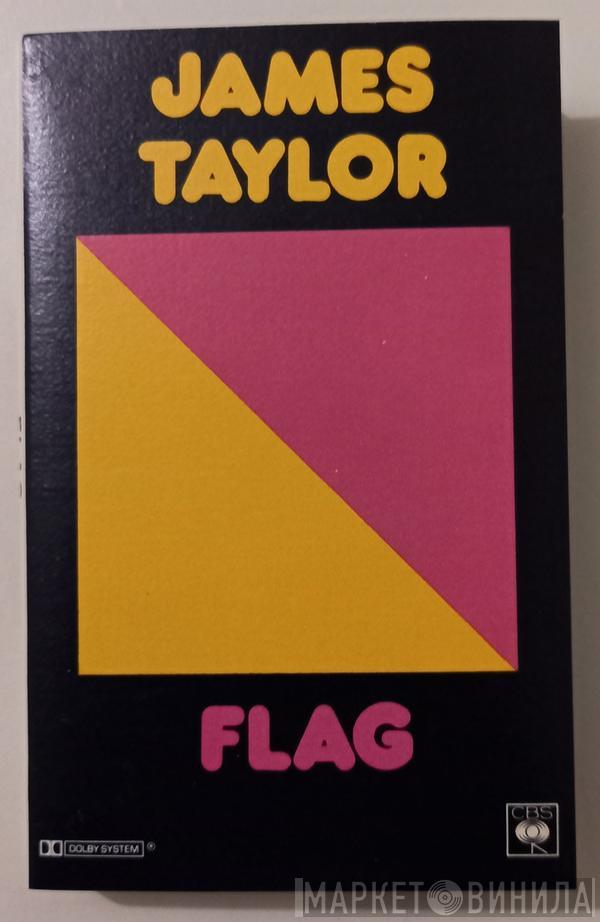 JAMES
TAYLOR
FLAG
DOLBY SYSTEM ®
CBS
МАРКЕТ ВИНИЛА